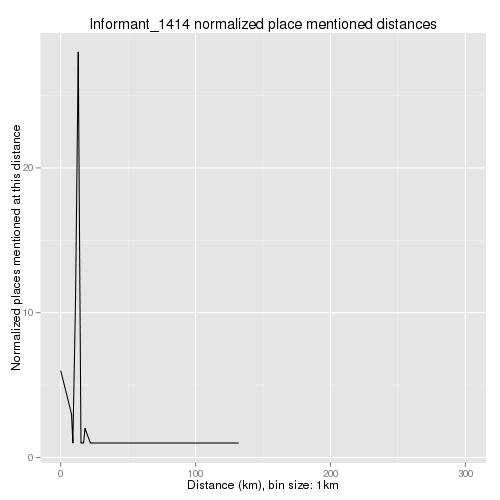 Informant_1414 normalized place mentioned distances
Normalized places mentioned at this distance
20
10
0
0 100 200 300
Distance (km), bin size: 1km